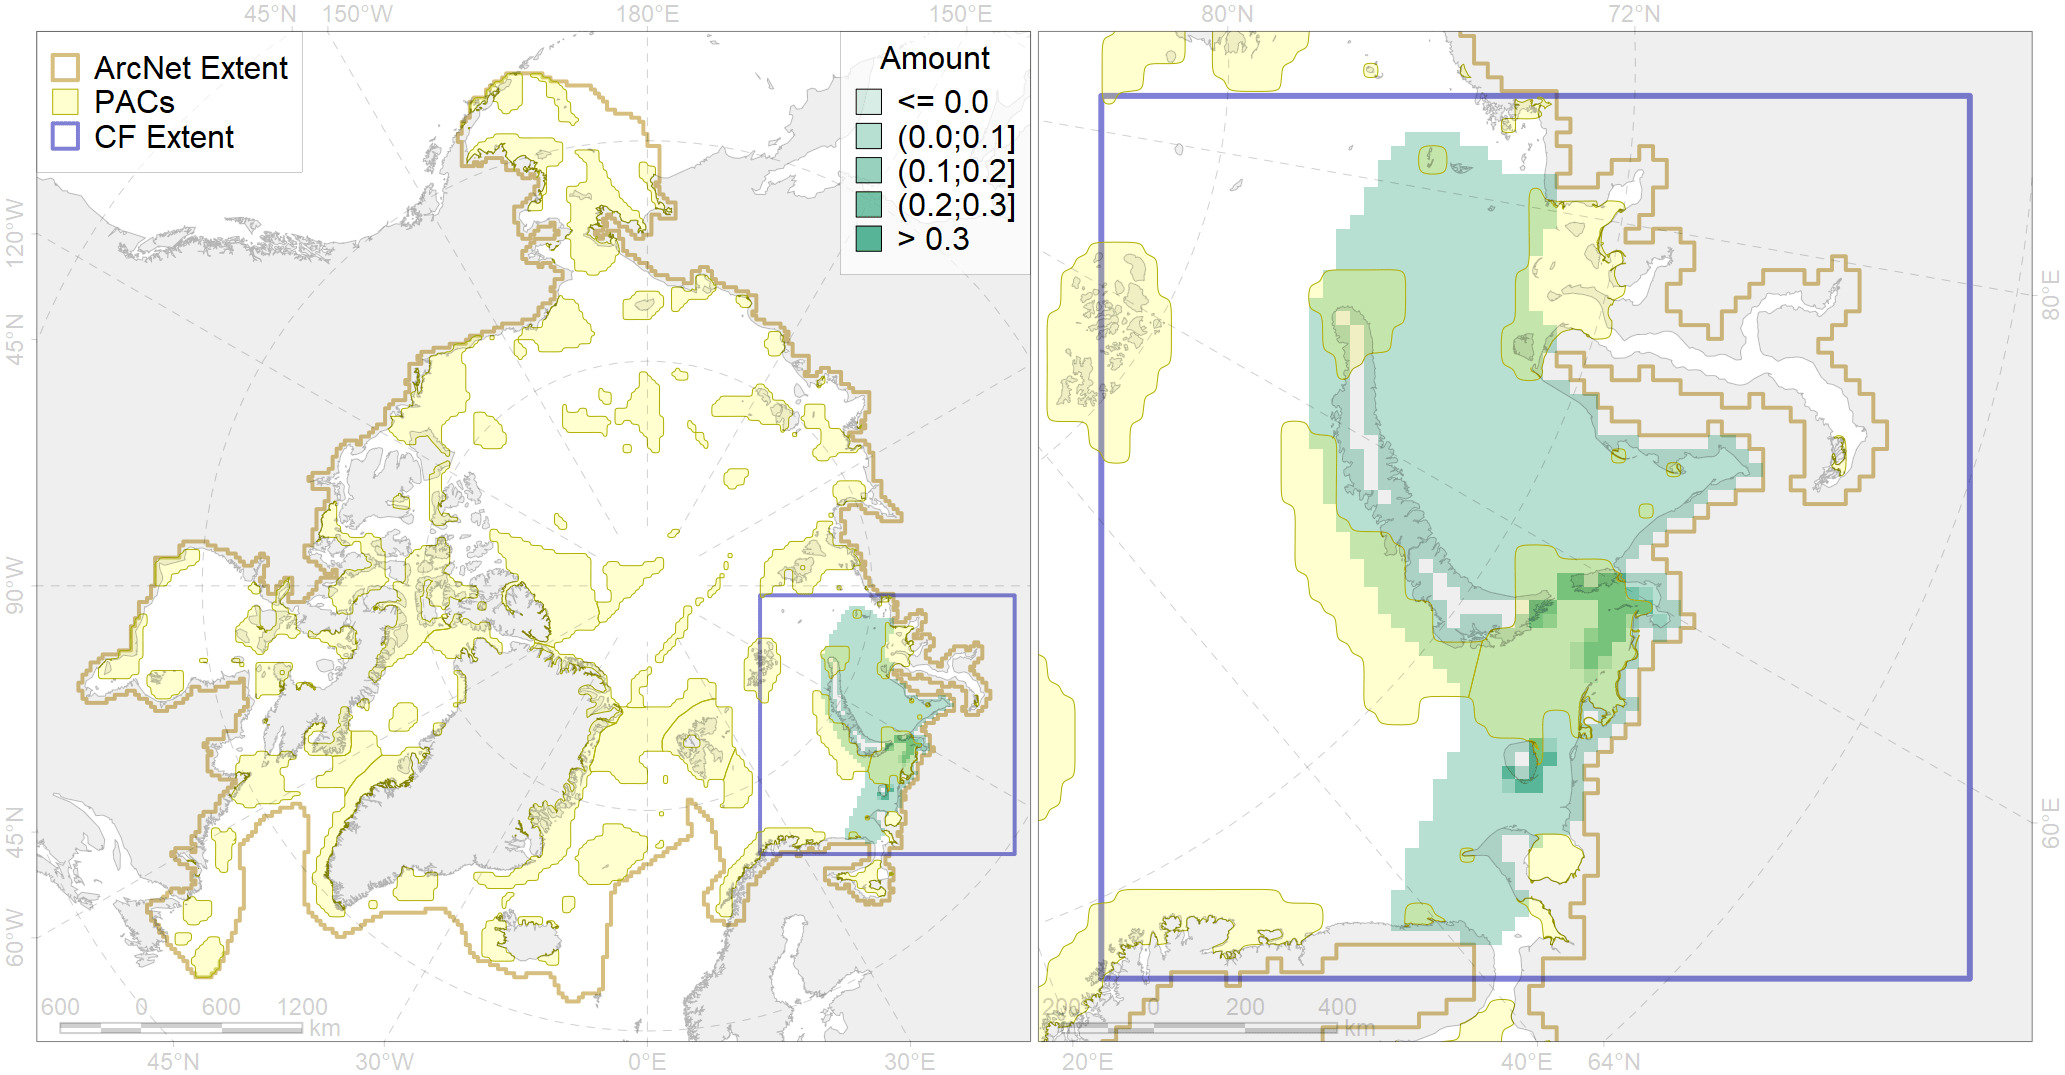 45°N 150°W 180°E 150°E 80°N 72°N
ArcNet Extent
PACs
CF Extent
Amount
<= 0.0
(0.0;0.1]
(0.1;0.2]
(0.2;0.3]
> 0.3
120°W
45°N
90°W
45°N
60°W
80°E
60°E
600 0 600 1200
km
200 0 200 400
km
45°N 30°W 0°E 30°E 20°E 40°E 64°N